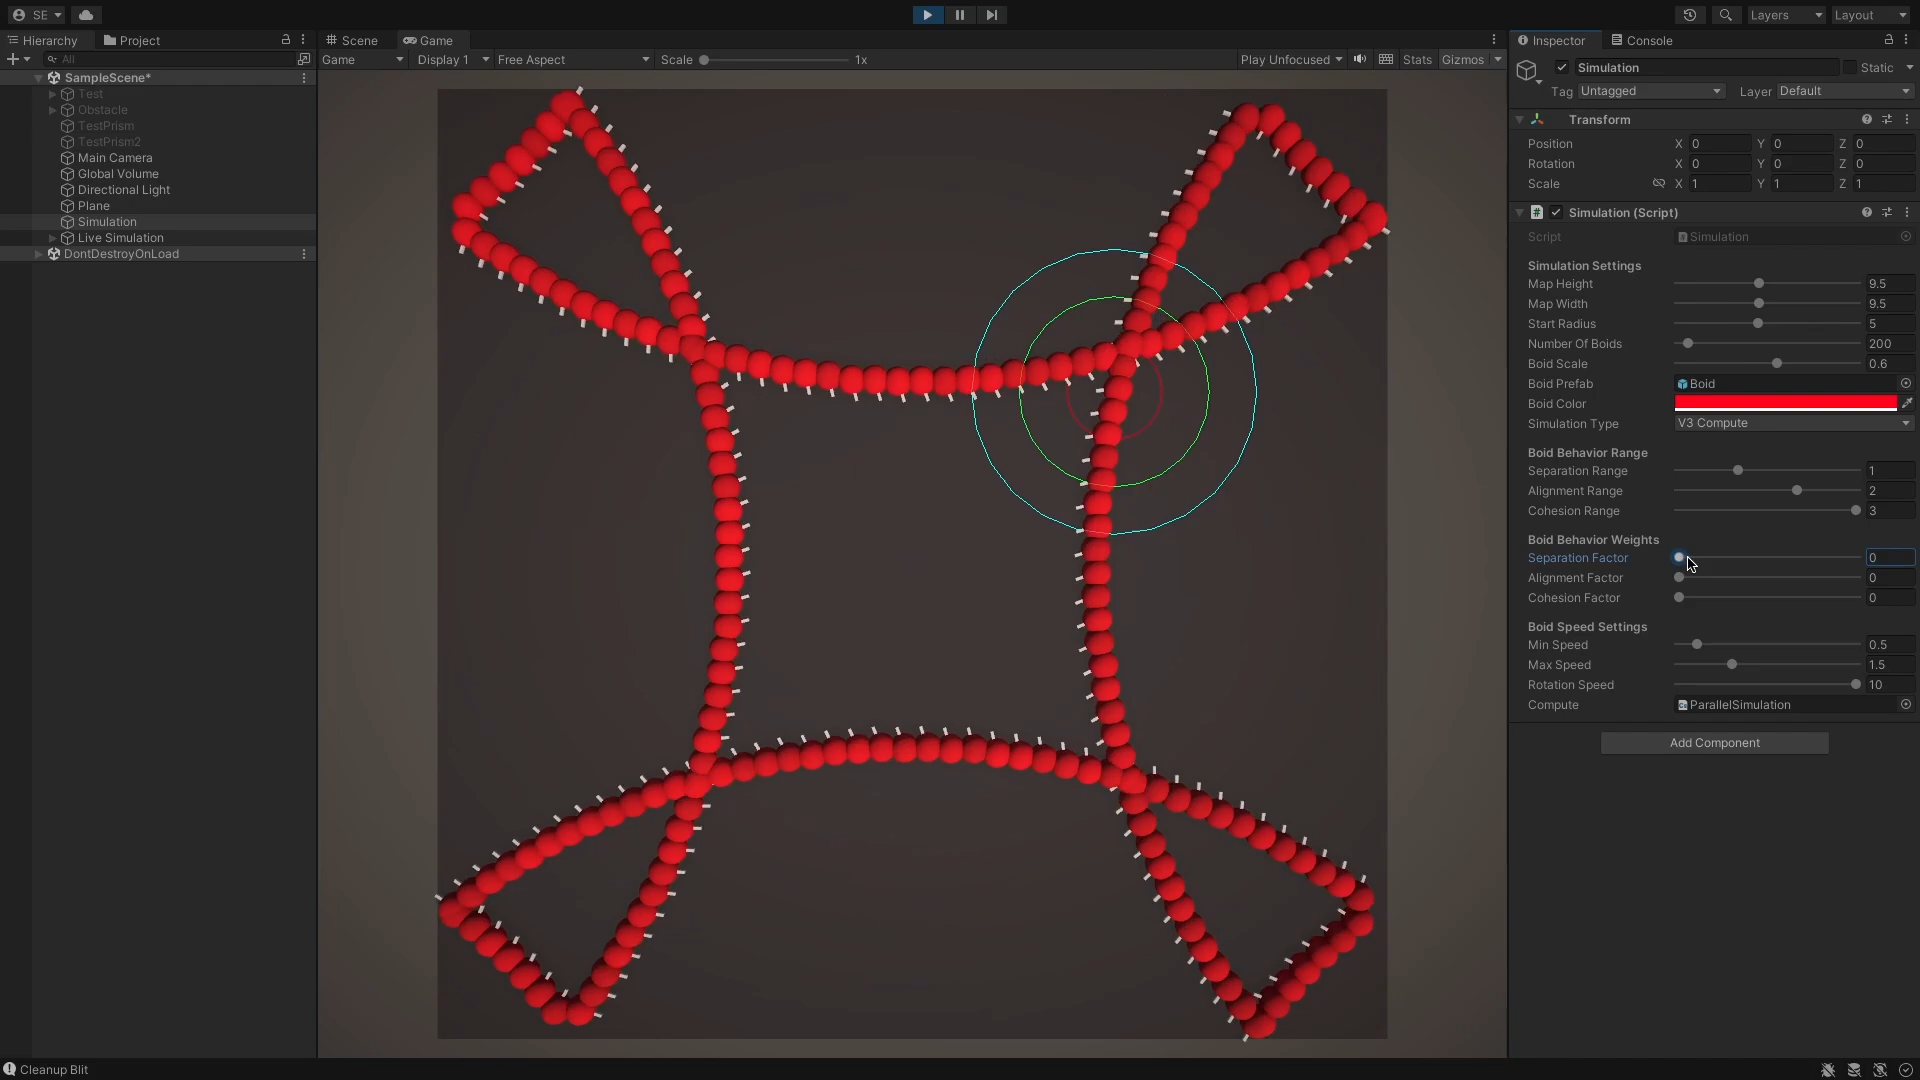 SE
Layers
Layout
Hierarchy
Project
Scene
Game
Inspector
Console
All
Game
Display 1
Free Aspect
Scale
1x
Play Unfocused
Stats
Gizmos
SampleScene*
Test
Obstacle
TestPrism
TestPrism2
Main Camera
Global Volume
Directional Light
Plane
Simulation
Live Simulation
DontDestroyOnLoad
Simulation
Static
Tag Untagged
Layer Default
Transform
Position X 0 Y 0 Z 0
Rotation X 0 Y 0 Z 0
Scale X 1 Y 1 Z 1
Simulation (Script)
Script Simulation
Simulation Settings
Map Height 9.5
Map Width 9.5
Start Radius 5
Number Of Boids 200
Boid Scale 0.6
Boid Prefab Boid
Boid Color
Simulation Type V3 Compute
Boid Behavior Range
Separation Range 1
Alignment Range 2
Cohesion Range 3
Boid Behavior Weights
Separation Factor 0
Alignment Factor 0
Cohesion Factor 0
Boid Speed Settings
Min Speed 0.5
Max Speed 1.5
Rotation Speed 10
Compute ParallelSimulation
Add Component
Cleanup Blit